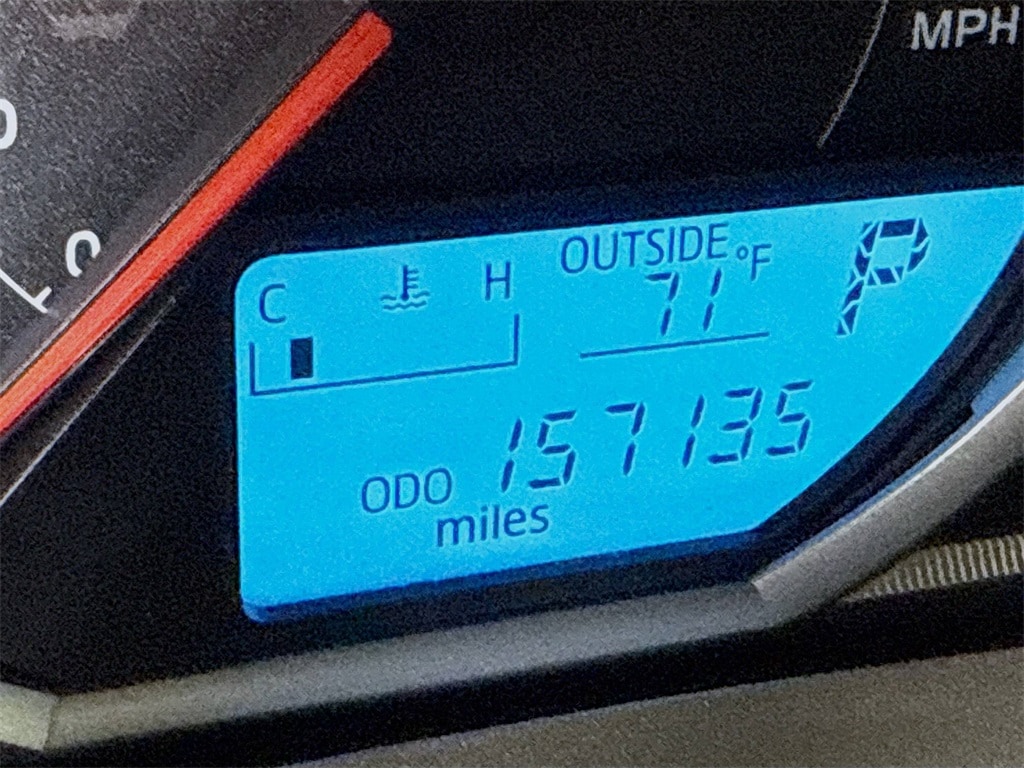 MPH
OUTSIDE °F
C H
71
P
ODO 157135
miles